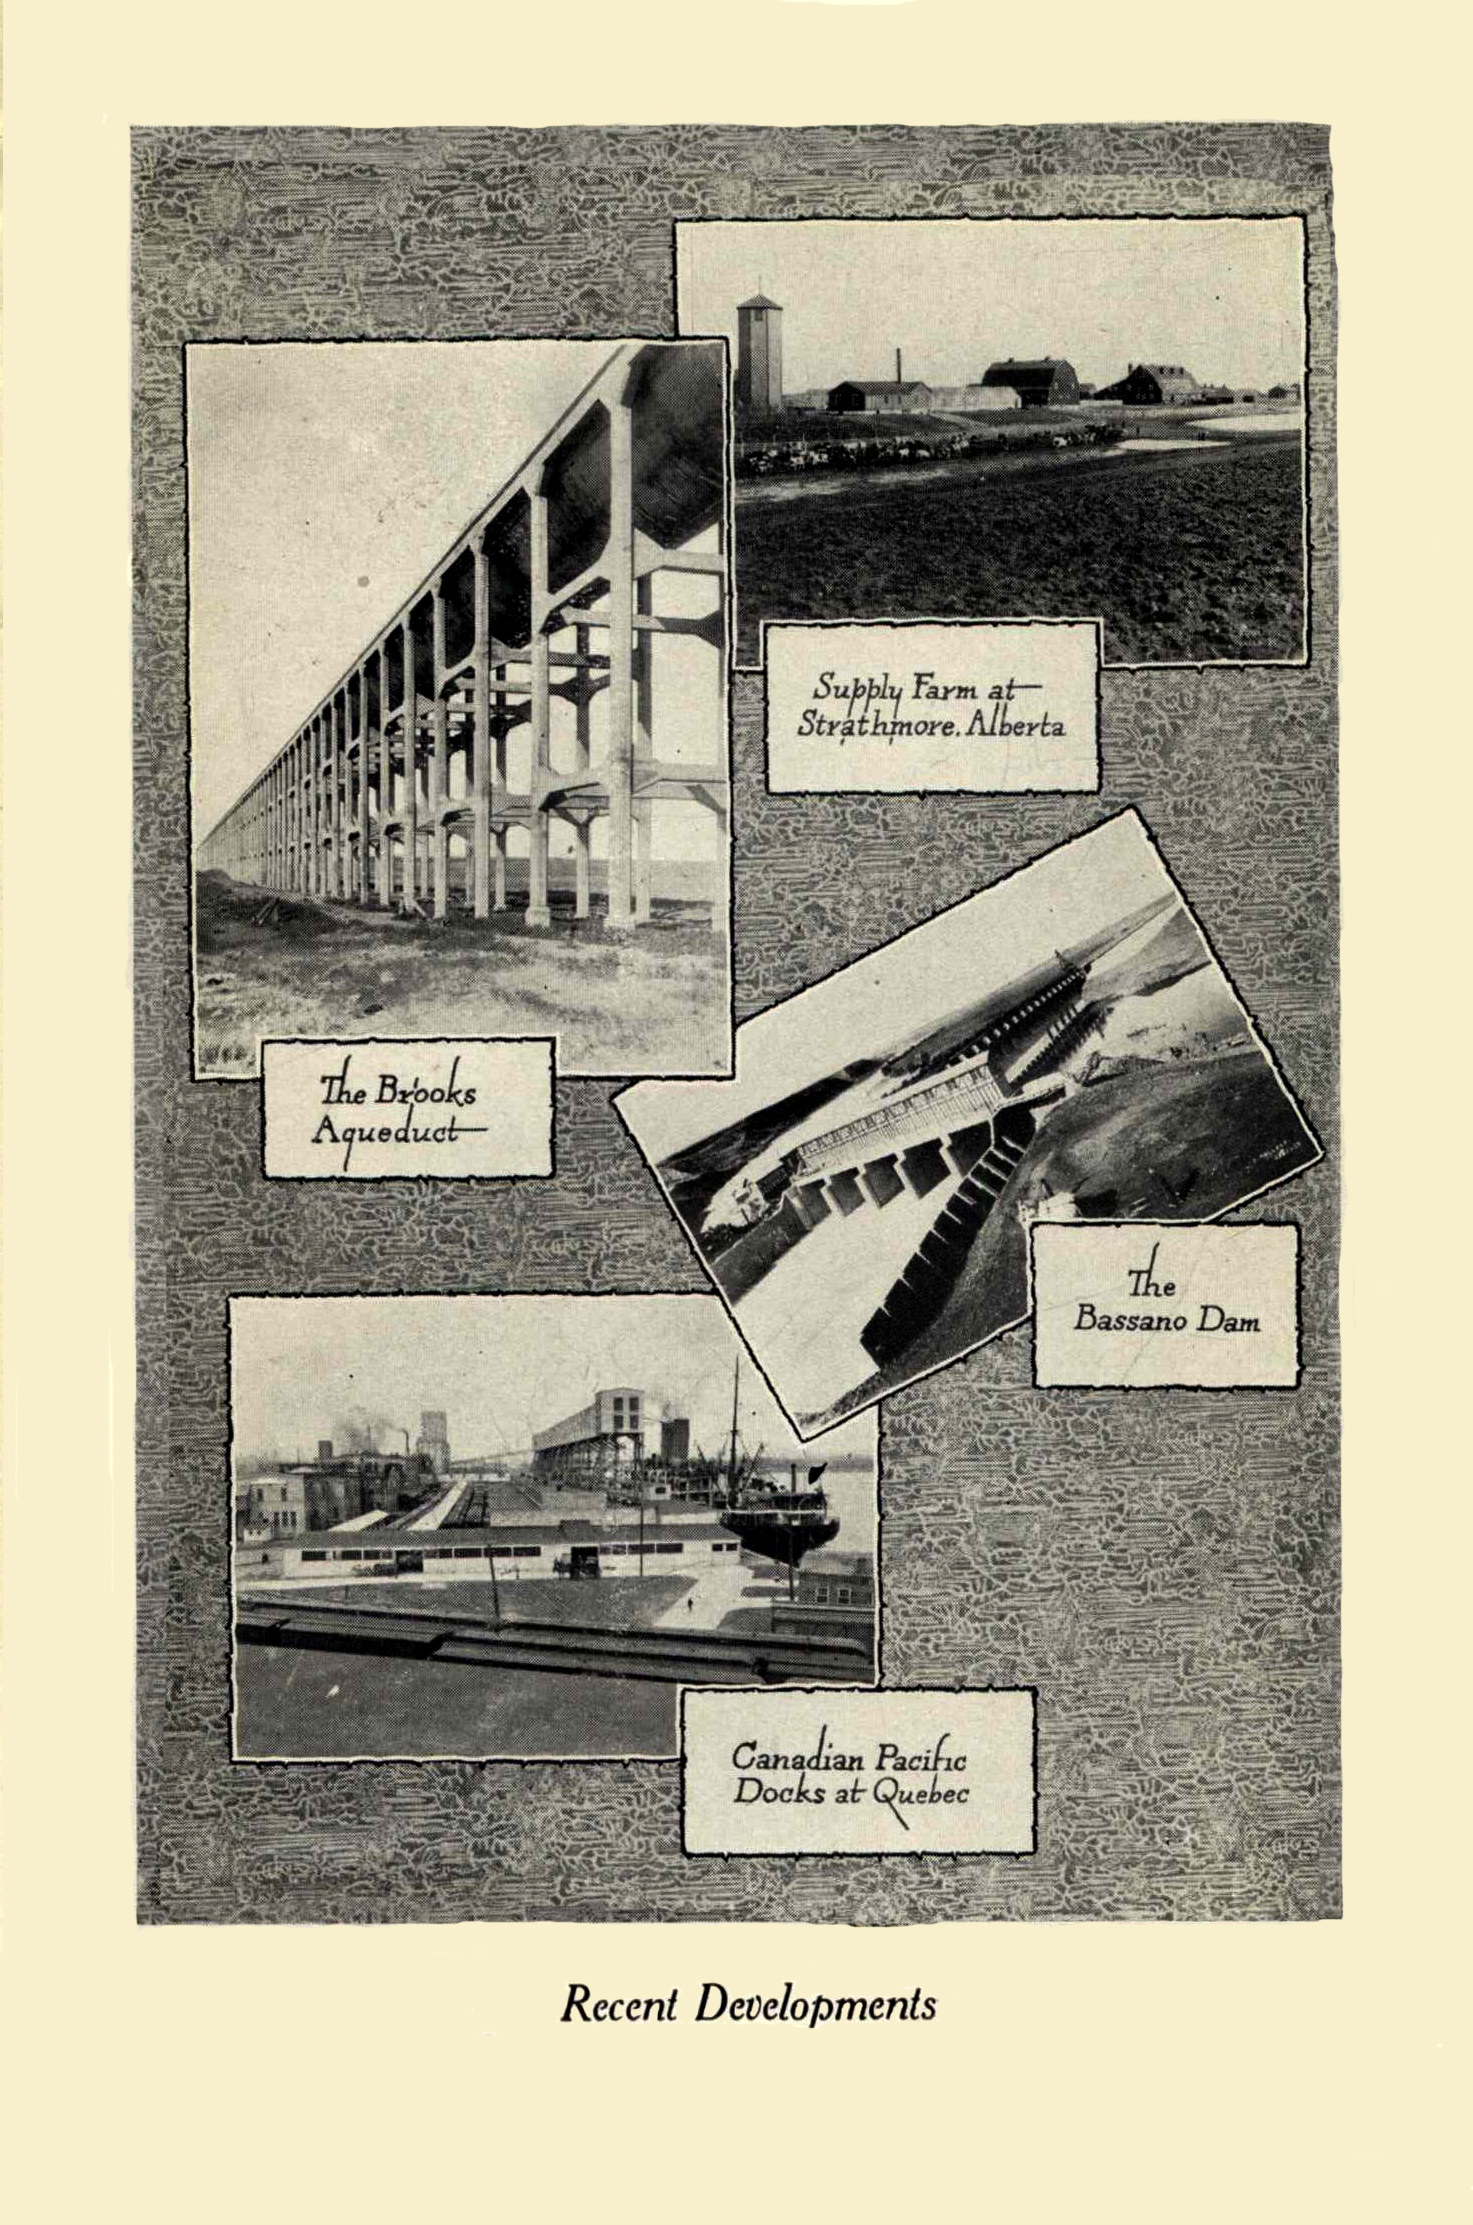 Supply Farm at
Strathmore. Alberta
The Brooks
Aqueduct
The
Bassano Dam
Canadian Pacific
Docks at Quebec
Recent Developments